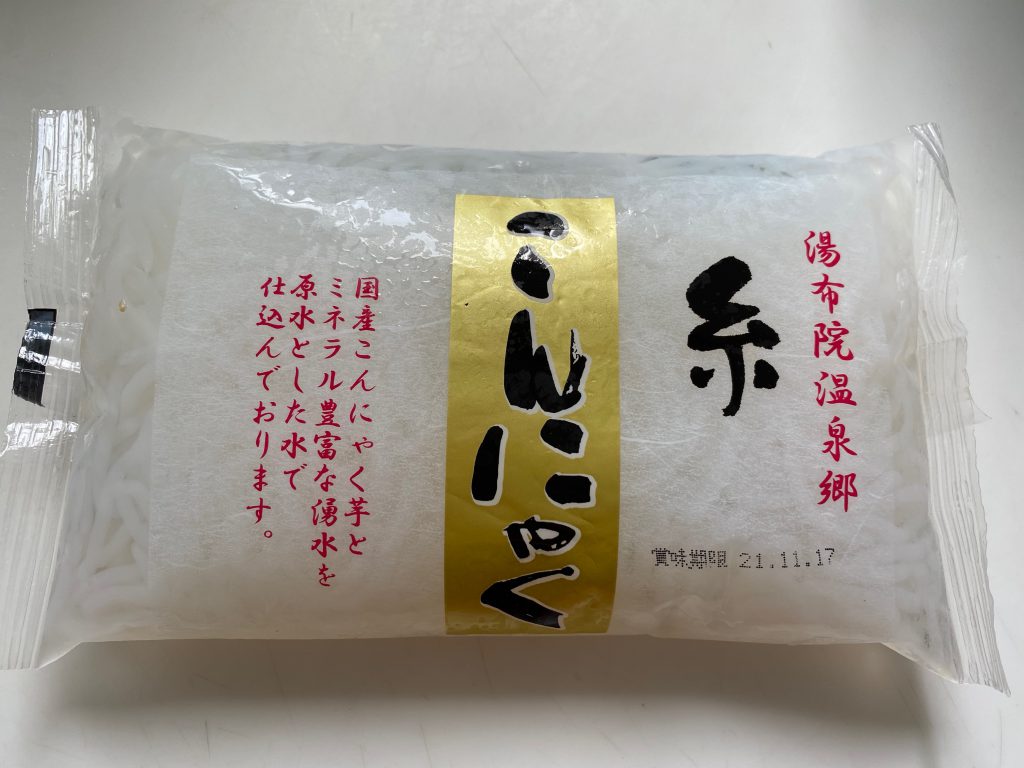 湯布院温泉郷
糸
こんにゃく
国産こんにゃく芋と
ミネラル豊富な湧水を
原水とした水で
仕込んでおります。
賞味期限 21.11.17